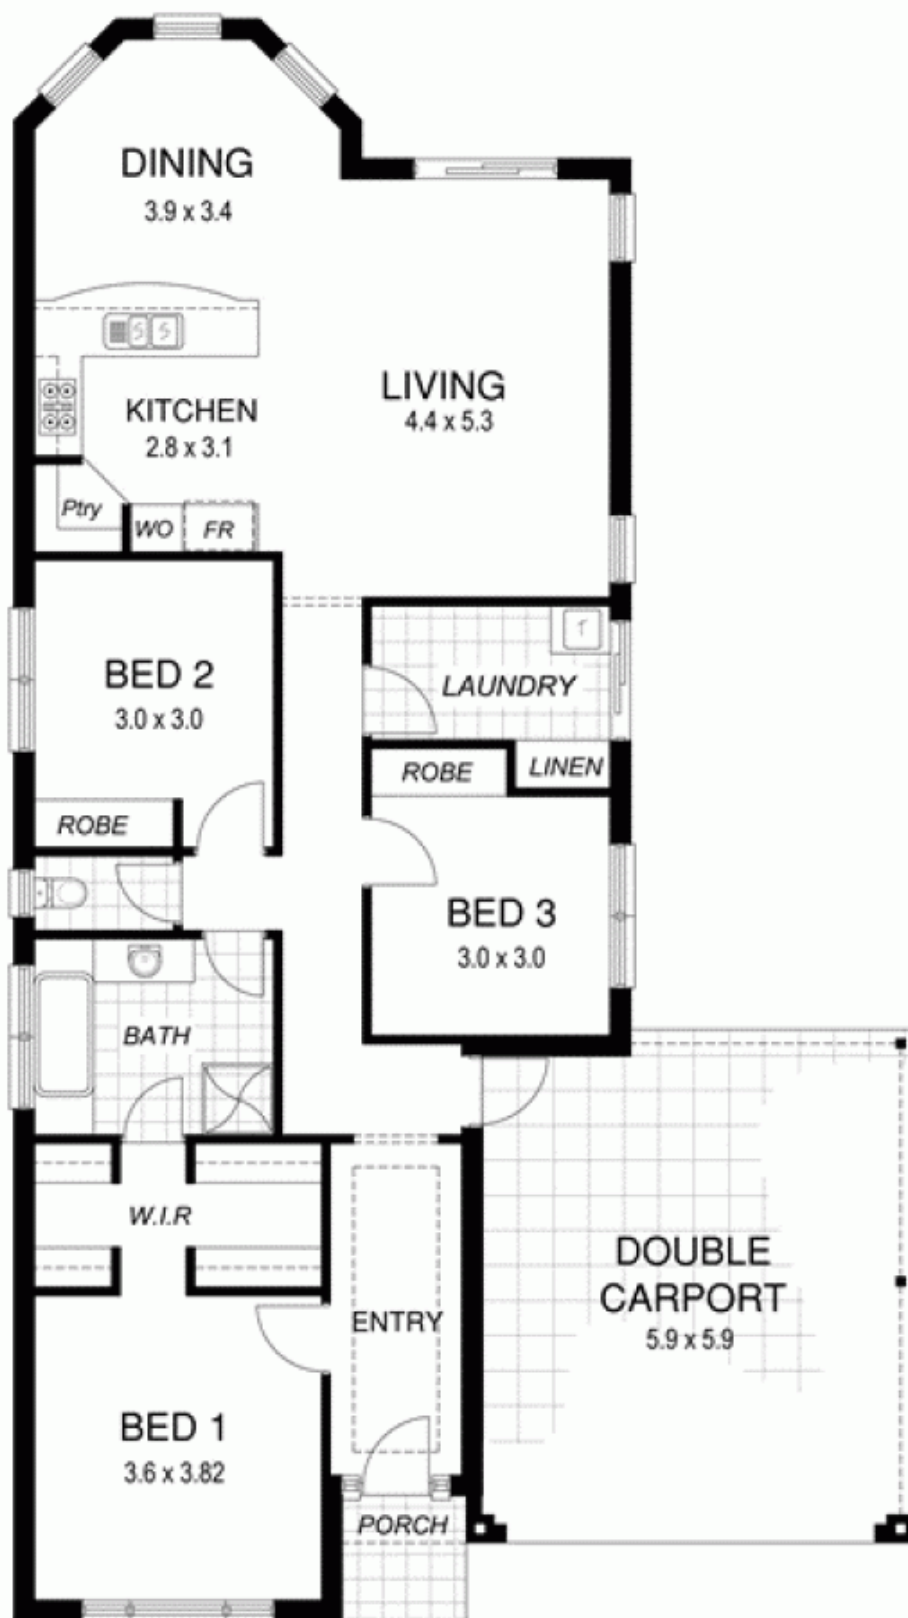 DINING
3.9 x 3.4
KITCHEN
2.8 x 3.1
LIVING
4.4 x 5.3
Ptry
WO
FR
BED 2
3.0 x 3.0
LAUNDRY
ROBE
LINEN
ROBE
BED 3
3.0 x 3.0
BATH
W.I.R
DOUBLE
CARPORT
5.9 x 5.9
ENTRY
BED 1
3.6 x 3.82
PORCH